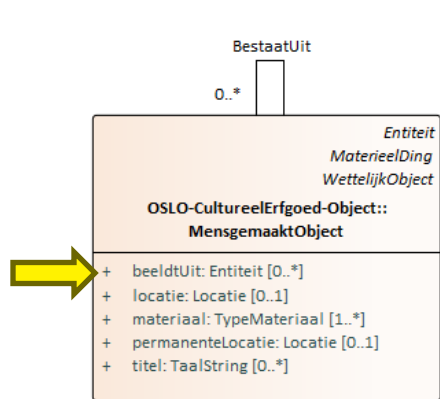 BestaatUit
0..*
Entiteit
MaterieelDing
WettelijkObject
OSLO-CultureelErfgoed-Object::
MensgemaaktObject
+ beeldtUit: Entiteit [0..*]
+ locatie: Locatie [0..1]
+ materiaal: TypeMateriaal [1..*]
+ permanenteLocatie: Locatie [0..1]
+ titel: TaalString [0..*]